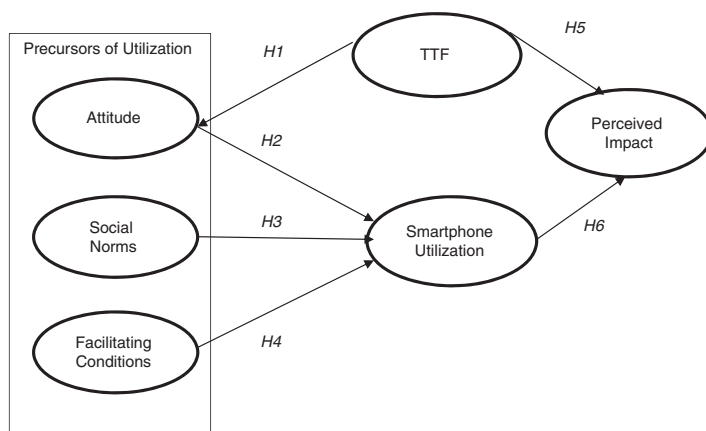 Precursors of Utilization
Attitude
Social
Norms
Facilitating
Conditions
H1
H2
H3
H4
TTF
Smartphone
Utilization
H5
H6
Perceived
Impact